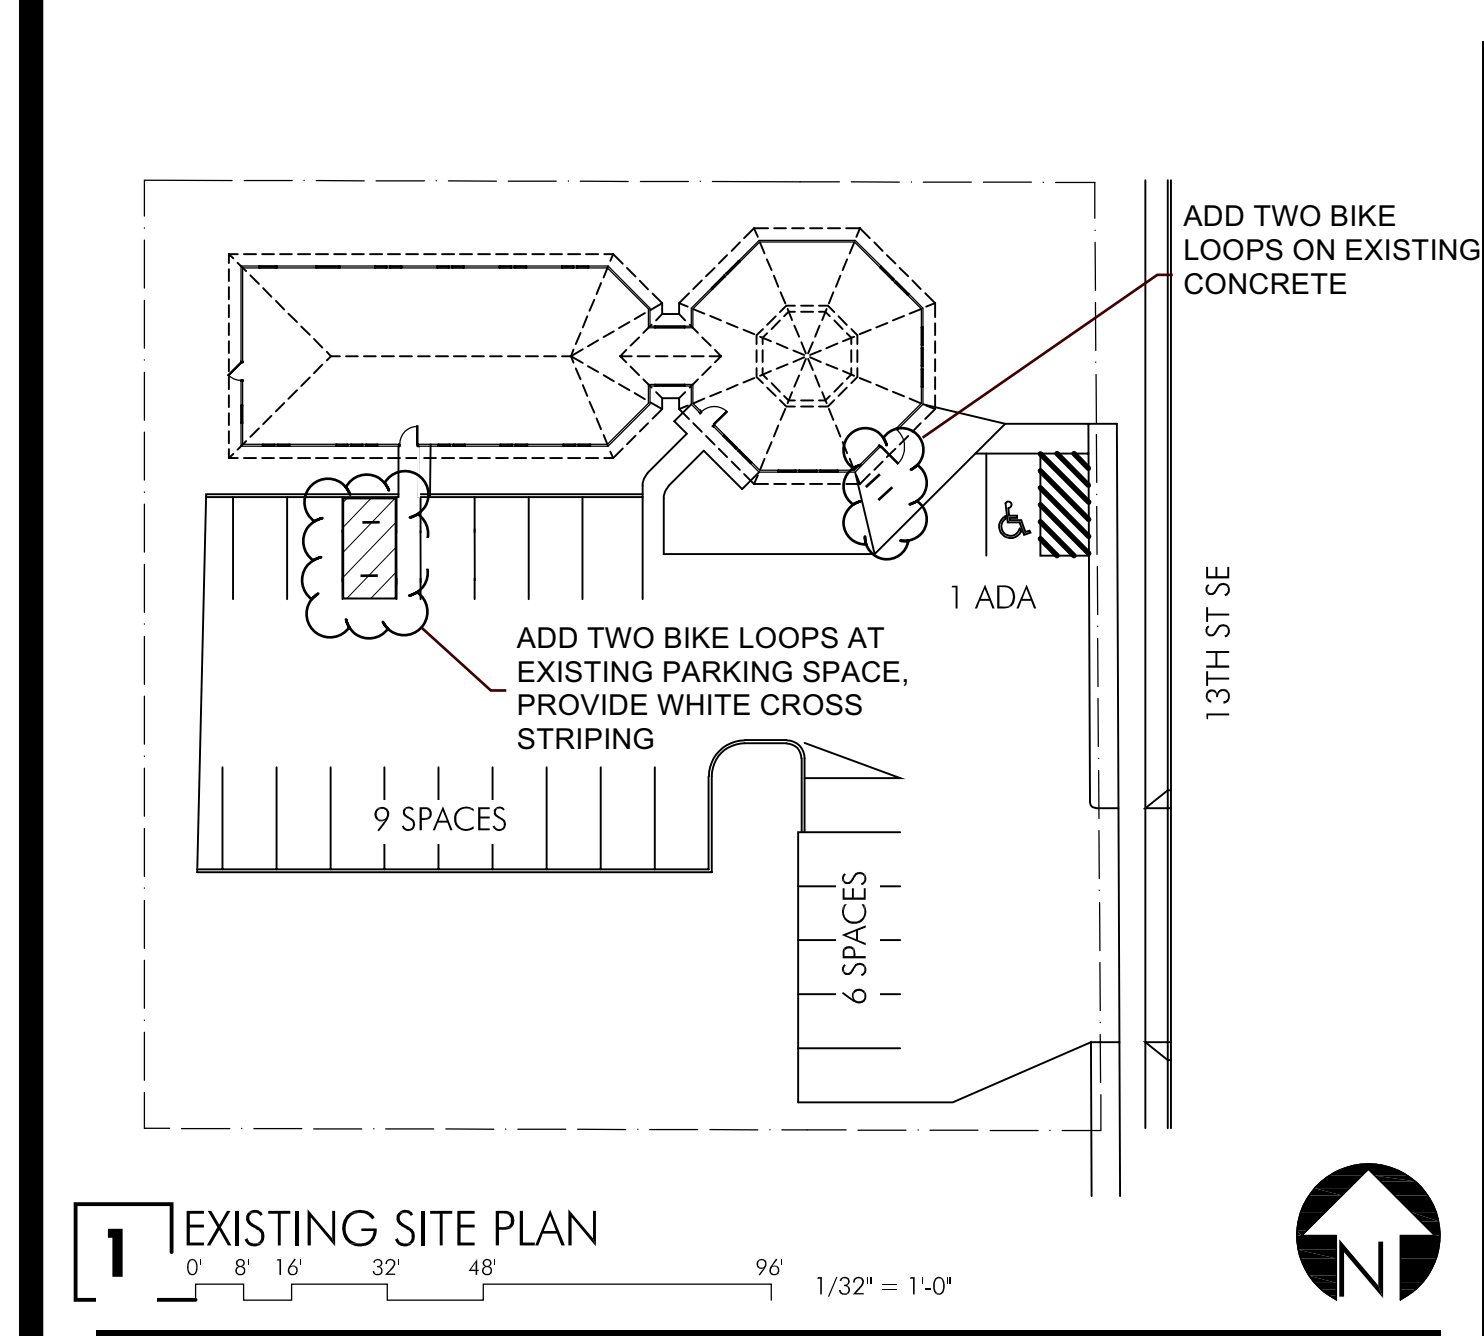 ADD TWO BIKE
LOOPS ON EXISTING
CONCRETE
1 ADA
13TH ST SE
ADD TWO BIKE LOOPS AT
EXISTING PARKING SPACE,
PROVIDE WHITE CROSS
STRIPING
9 SPACES
6 SPACES
1
EXISTING SITE PLAN
0' 8' 16' 32' 48' 96'
1/32" = 1'-0"
N